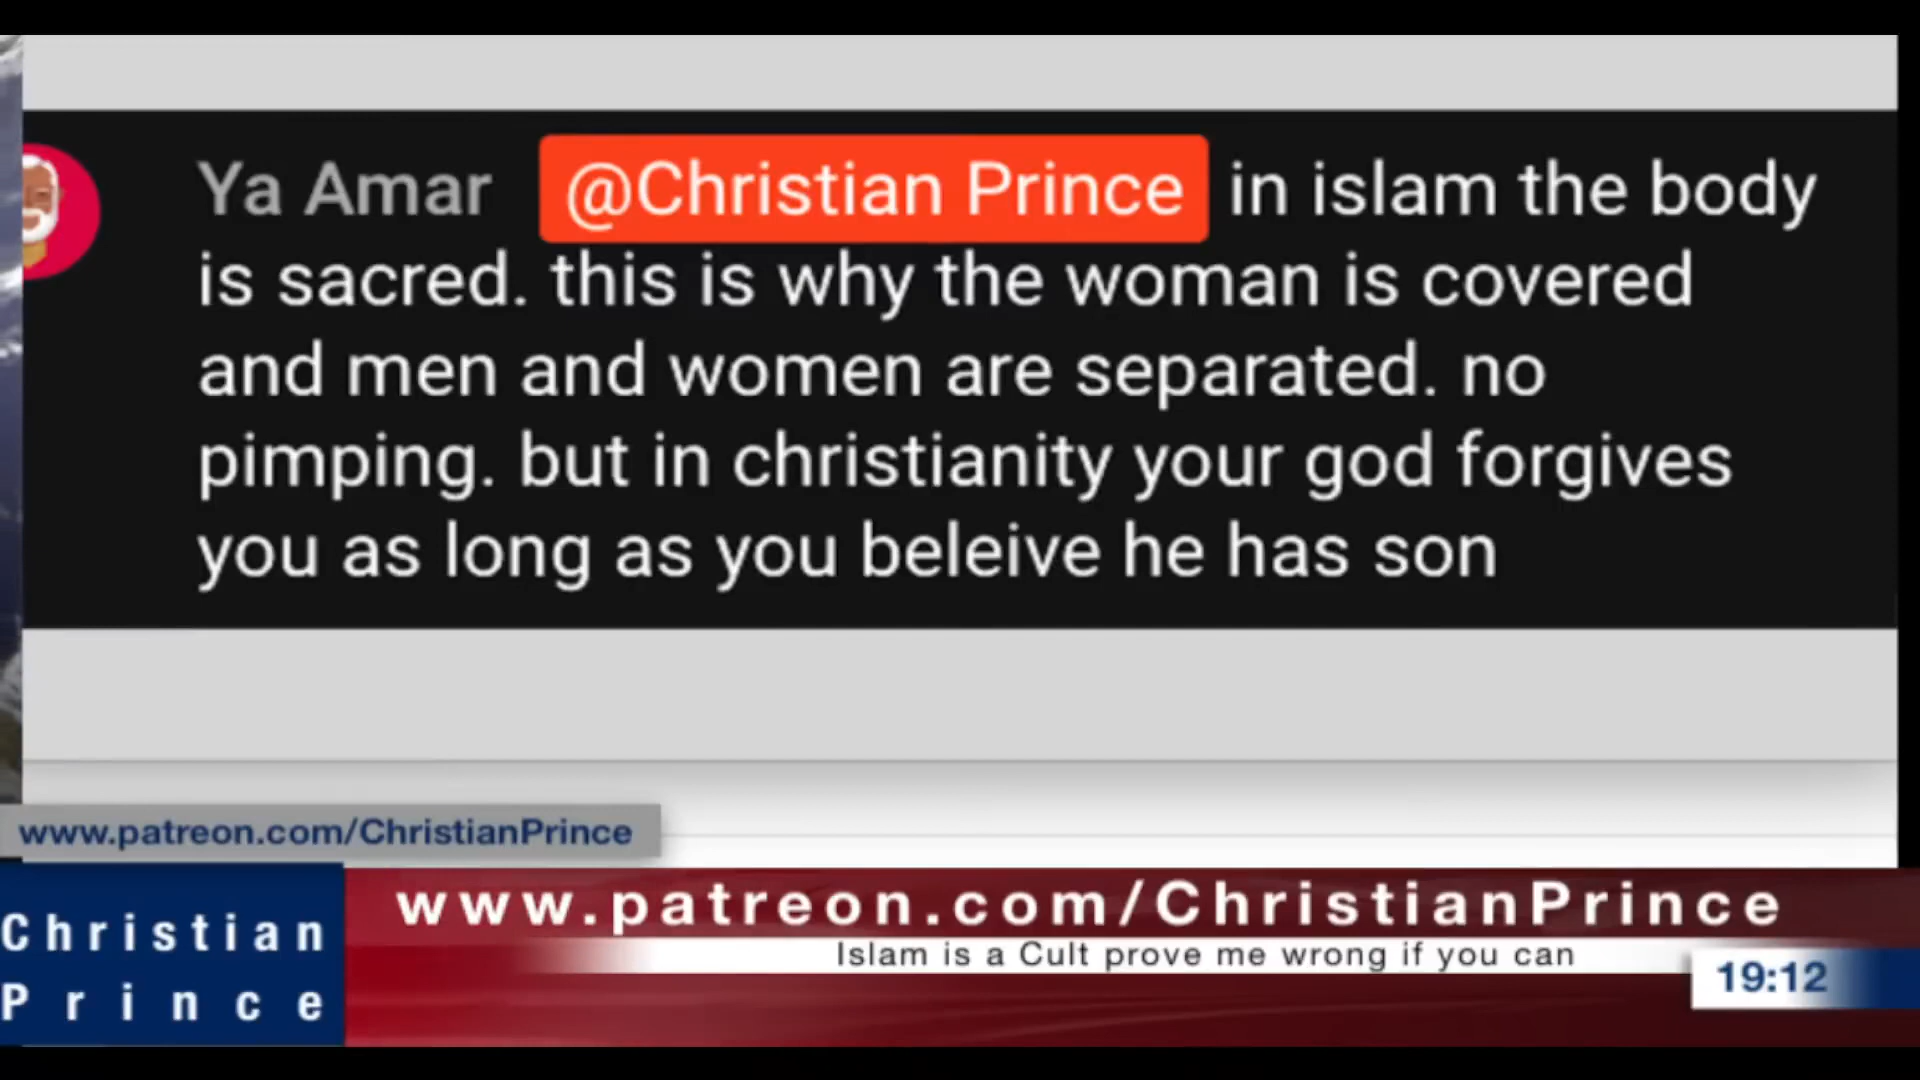 Ya Amar @Christian Prince in islam the body
is sacred. this is why the woman is covered
and men and women are separated. no
pimping. but in christianity your god forgives
you as long as you beleive he has son
www.patreon.com/ChristianPrince
Christian
Prince
www.patreon.com/ChristianPrince
Islam is a Cult prove me wrong if you can
19:12